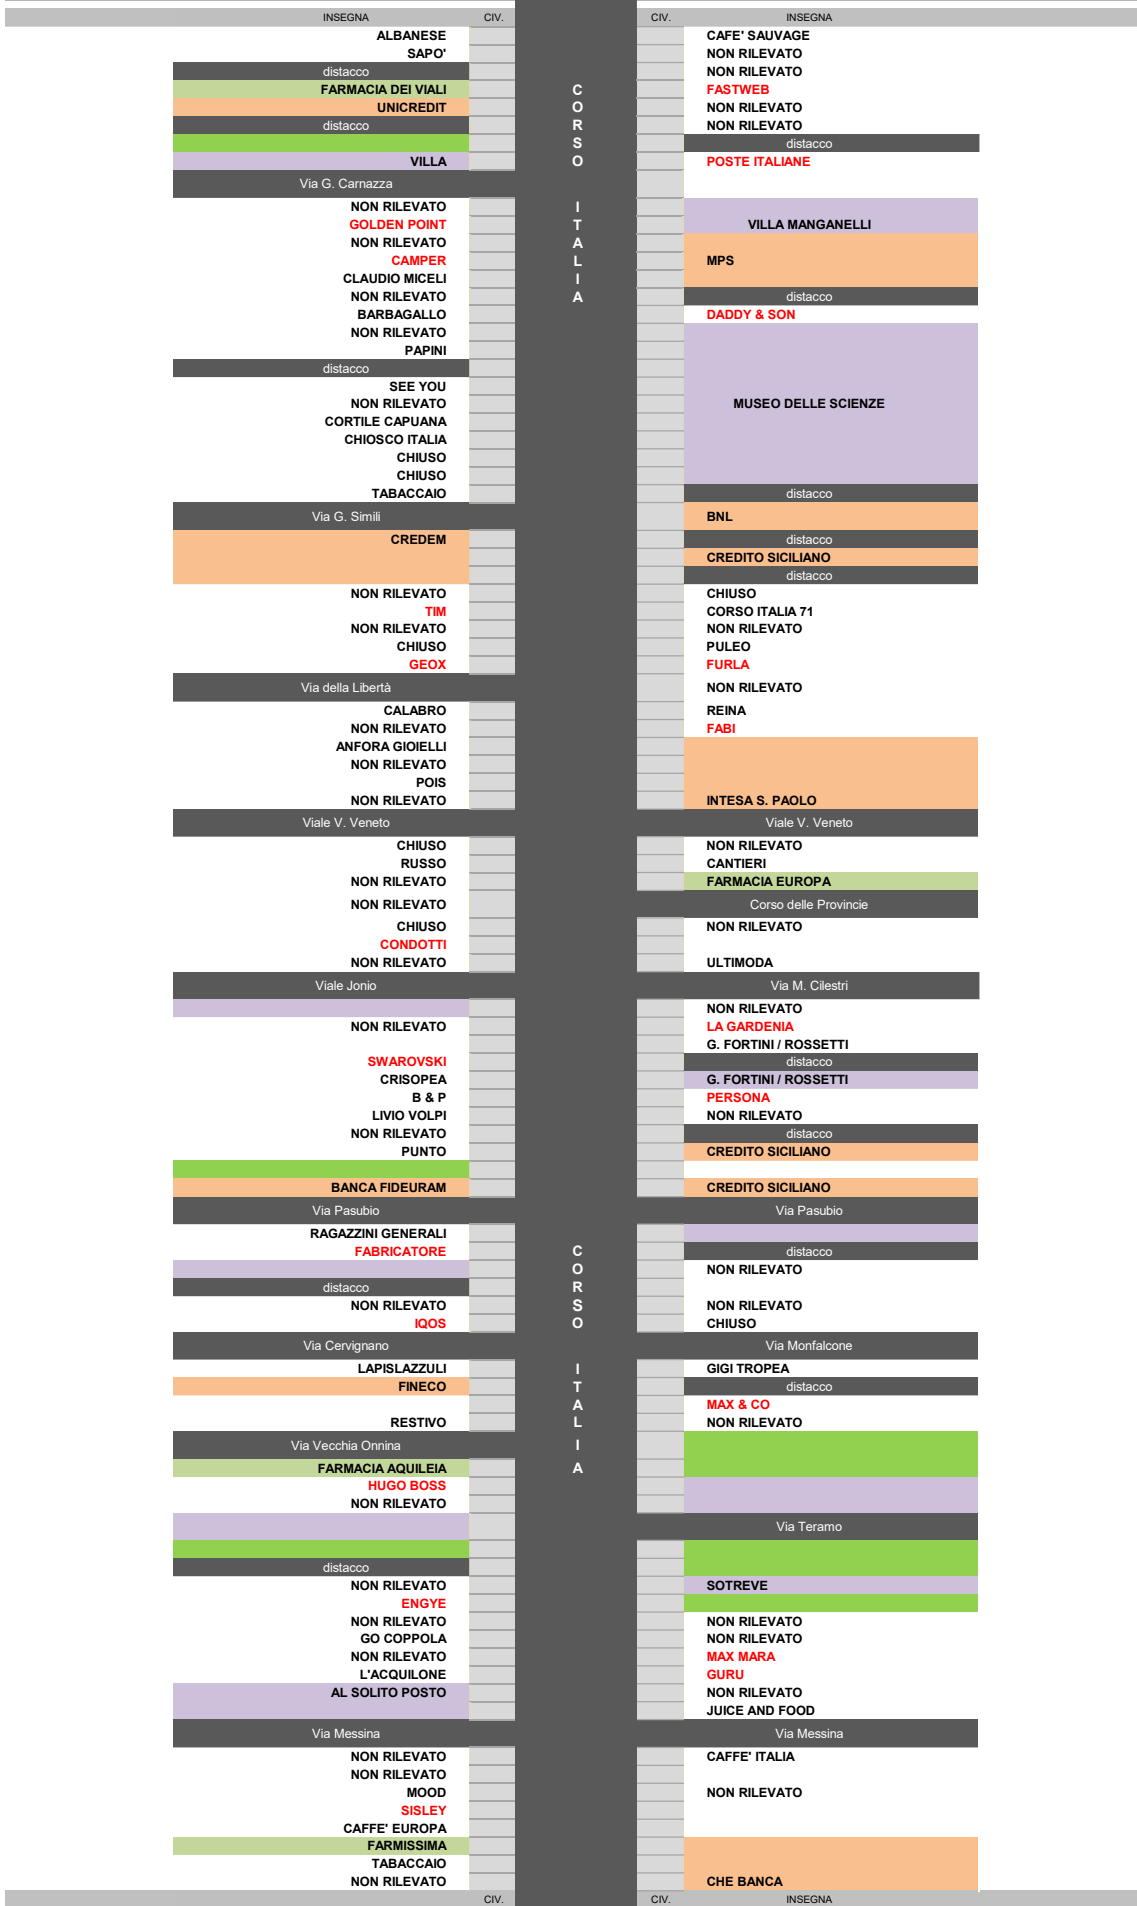 INSEGNA CIV. CIV. INSEGNA
ALBANESE CAFE' SAUVAGE
SAPO' NON RILEVATO
distacco NON RILEVATO
FARMACIA DEI VIALI C FASTWEB
UNICREDIT O NON RILEVATO
distacco R NON RILEVATO
S distacco
VILLA O POSTE ITALIANE
Via G. Carnazza
NON RILEVATO I
GOLDEN POINT T VILLA MANGANELLI
NON RILEVATO A
CAMPER L MPS
CLAUDIO MICELI I
NON RILEVATO A distacco
BARBAGALLO DADDY & SON
NON RILEVATO
PAPINI
distacco
SEE YOU
NON RILEVATO MUSEO DELLE SCIENZE
CORTILE CAPUANA
CHIOSCO ITALIA
CHIUSO
CHIUSO
TABACCAIO distacco
Via G. Simili BNL
CREDEM distacco
CREDITO SICILIANO
distacco
NON RILEVATO CHIUSO
TIM CORSO ITALIA 71
NON RILEVATO NON RILEVATO
CHIUSO PULEO
GEOX FURLA
Via della Libertà NON RILEVATO
CALABRO REINA
NON RILEVATO FABI
ANFORA GIOIELLI
NON RILEVATO
POIS
NON RILEVATO INTESA S. PAOLO
Viale V. Veneto Viale V. Veneto
CHIUSO NON RILEVATO
RUSSO CANTIERI
NON RILEVATO FARMACIA EUROPA
NON RILEVATO Corso delle Provincie
CHIUSO NON RILEVATO
CONDOTTI
NON RILEVATO ULTIMODA
Viale Jonio Via M. Cilestri
NON RILEVATO
NON RILEVATO LA GARDENIA
G. FORTINI / ROSSETTI
SWAROVSKI distacco
CRISOPEA G. FORTINI / ROSSETTI
B & P PERSONA
LIVIO VOLPI NON RILEVATO
NON RILEVATO distacco
PUNTO CREDITO SICILIANO
BANCA FIDEURAM CREDITO SICILIANO
Via Pasubio Via Pasubio
RAGAZZINI GENERALI
FABRICATORE C distacco
O NON RILEVATO
distacco R
NON RILEVATO S NON RILEVATO
IQOS O CHIUSO
Via Cervignano Via Monfalcone
LAPISLAZZULI I GIGI TROPEA
FINECO T distacco
A MAX & CO
RESTIVO L NON RILEVATO
Via Vecchia Onnina I
FARMACIA AQUILEIA A
HUGO BOSS
NON RILEVATO
Via Teramo
distacco
NON RILEVATO SOTREVE
ENGYE
NON RILEVATO NON RILEVATO
GO COPPOLA NON RILEVATO
NON RILEVATO MAX MARA
L'ACQUILONE GURU
AL SOLITO POSTO NON RILEVATO
JUICE AND FOOD
Via Messina Via Messina
NON RILEVATO CAFFE' ITALIA
NON RILEVATO
MOOD NON RILEVATO
SISLEY
CAFFE' EUROPA
FARMISSIMA
TABACCAIO
NON RILEVATO CHE BANCA
CIV. CIV. INSEGNA